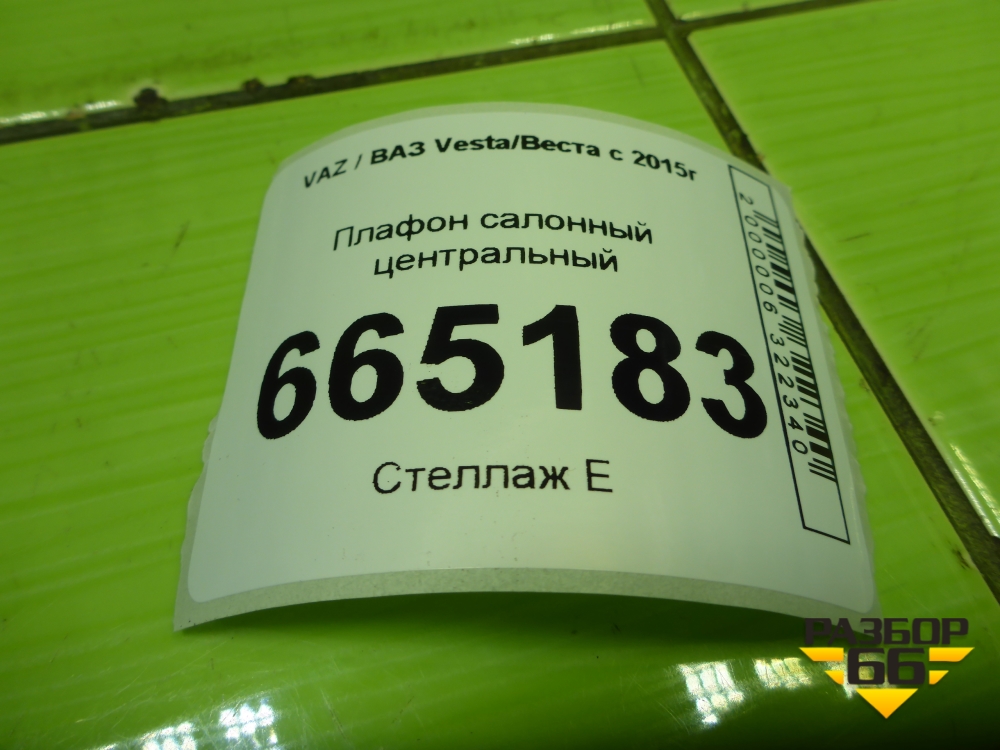 VAZ / ВАЗ Vesta/Веста с 2015г
Плафон салонный
центральный
665183
Стеллаж Е
2000006322340
РАЗБОР
66